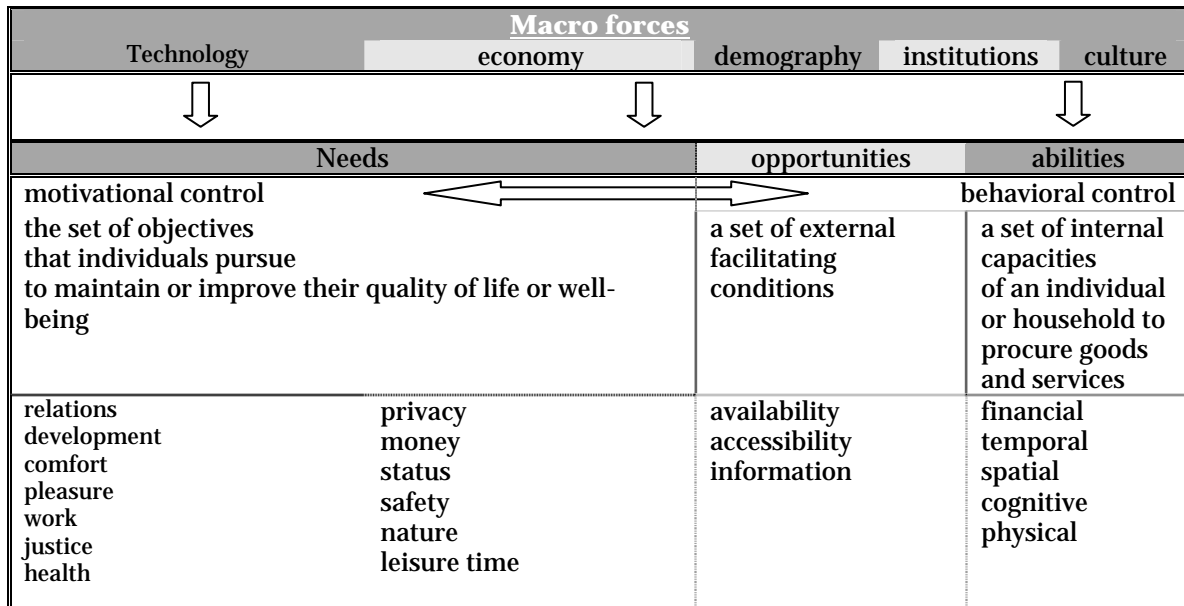 Macro forces
Technology economy demography institutions culture
Needs opportunities abilities
motivational control behavioral control
the set of objectives
that individuals pursue
to maintain or improve their quality of life or well-
being
a set of external
facilitating
conditions
a set of internal
capacities
of an individual
or household to
procure goods
and services
relations
development
comfort
pleasure
work
justice
health
privacy
money
status
safety
nature
leisure time
availability
accessibility
information
financial
temporal
spatial
cognitive
physical